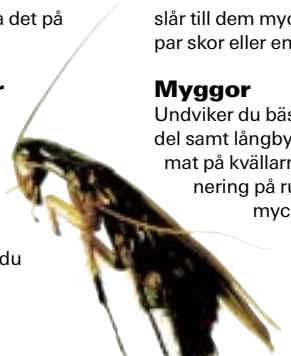 det på
du
slår till dem myc
par skor eller en
Myggor
Undviker du bäs
del samt långby
mat på kvällarn
nering på ru
myc